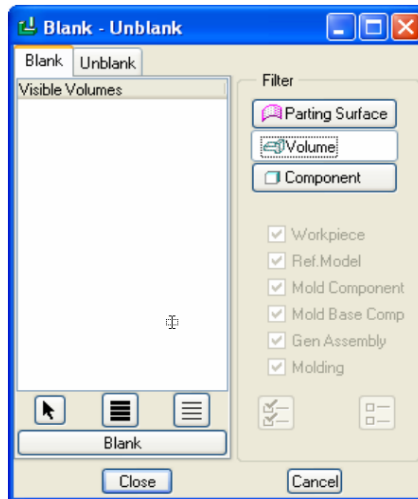 Blank - Unblank
Blank
Unblank
Visible Volumes
Filter
Parting Surface
Volume
Component
Workpiece
Ref.Model
Mold Component
Mold Base Comp
Gen Assembly
Molding
Blank
Close
Cancel